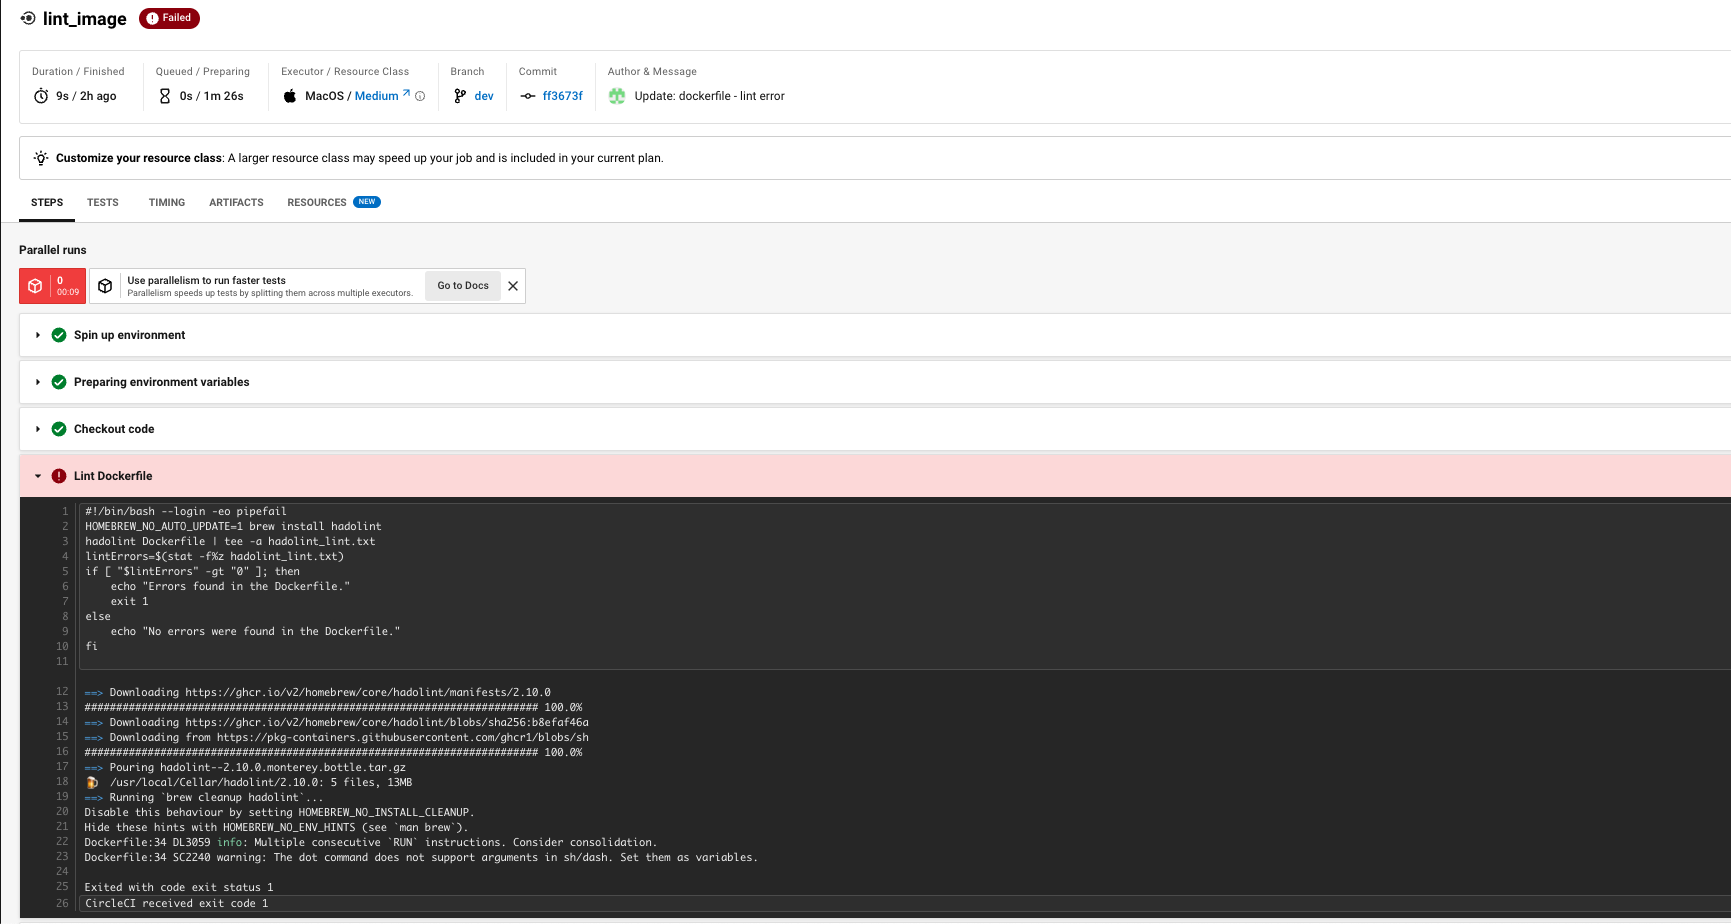 lint_image Failed
Duration / Finished Queued / Preparing Executor / Resource Class Branch Commit Author & Message
9s / 2h ago 0s / 1m 26s MacOS / Medium dev ff3673f Update: dockerfile - lint error
Customize your resource class: A larger resource class may speed up your job and is included in your current plan.
STEPS TESTS TIMING ARTIFACTS RESOURCES NEW
Parallel runs
0
00:09
Use parallelism to run faster tests
Parallelism speeds up tests by splitting them across multiple executors.
Go to Docs
Spin up environment
Preparing environment variables
Checkout code
Lint Dockerfile
1 #!/bin/bash --login -eo pipefail
2 HOMEBREW_NO_AUTO_UPDATE=1 brew install hadolint
3 hadolint Dockerfile | tee -a hadolint_lint.txt
4 lintErrors=$(stat -f%z hadolint_lint.txt)
5 if [ "$lintErrors" -gt "0" ]; then
6     echo "Errors found in the Dockerfile."
7     exit 1
8 else
9     echo "No errors were found in the Dockerfile."
10 fi
11
12 ==> Downloading https://ghcr.io/v2/homebrew/core/hadolint/manifests/2.10.0
13 ######################################################################## 100.0%
14 ==> Downloading https://ghcr.io/v2/homebrew/core/hadolint/blobs/sha256:b8efaf46a
15 ==> Downloading from https://pkg-containers.githubusercontent.com/ghcr1/blobs/sh
16 ######################################################################## 100.0%
17 ==> Pouring hadolint--2.10.0.monterey.bottle.tar.gz
18 🍺 /usr/local/Cellar/hadolint/2.10.0: 5 files, 13MB
19 ==> Running `brew cleanup hadolint`...
20 Disable this behaviour by setting HOMEBREW_NO_INSTALL_CLEANUP.
21 Hide these hints with HOMEBREW_NO_ENV_HINTS (see `man brew`).
22 Dockerfile:34 DL3059 info: Multiple consecutive `RUN` instructions. Consider consolidation.
23 Dockerfile:34 SC2240 warning: The dot command does not support arguments in sh/dash. Set them as variables.
24
25 Exited with code exit status 1
26 CircleCI received exit code 1